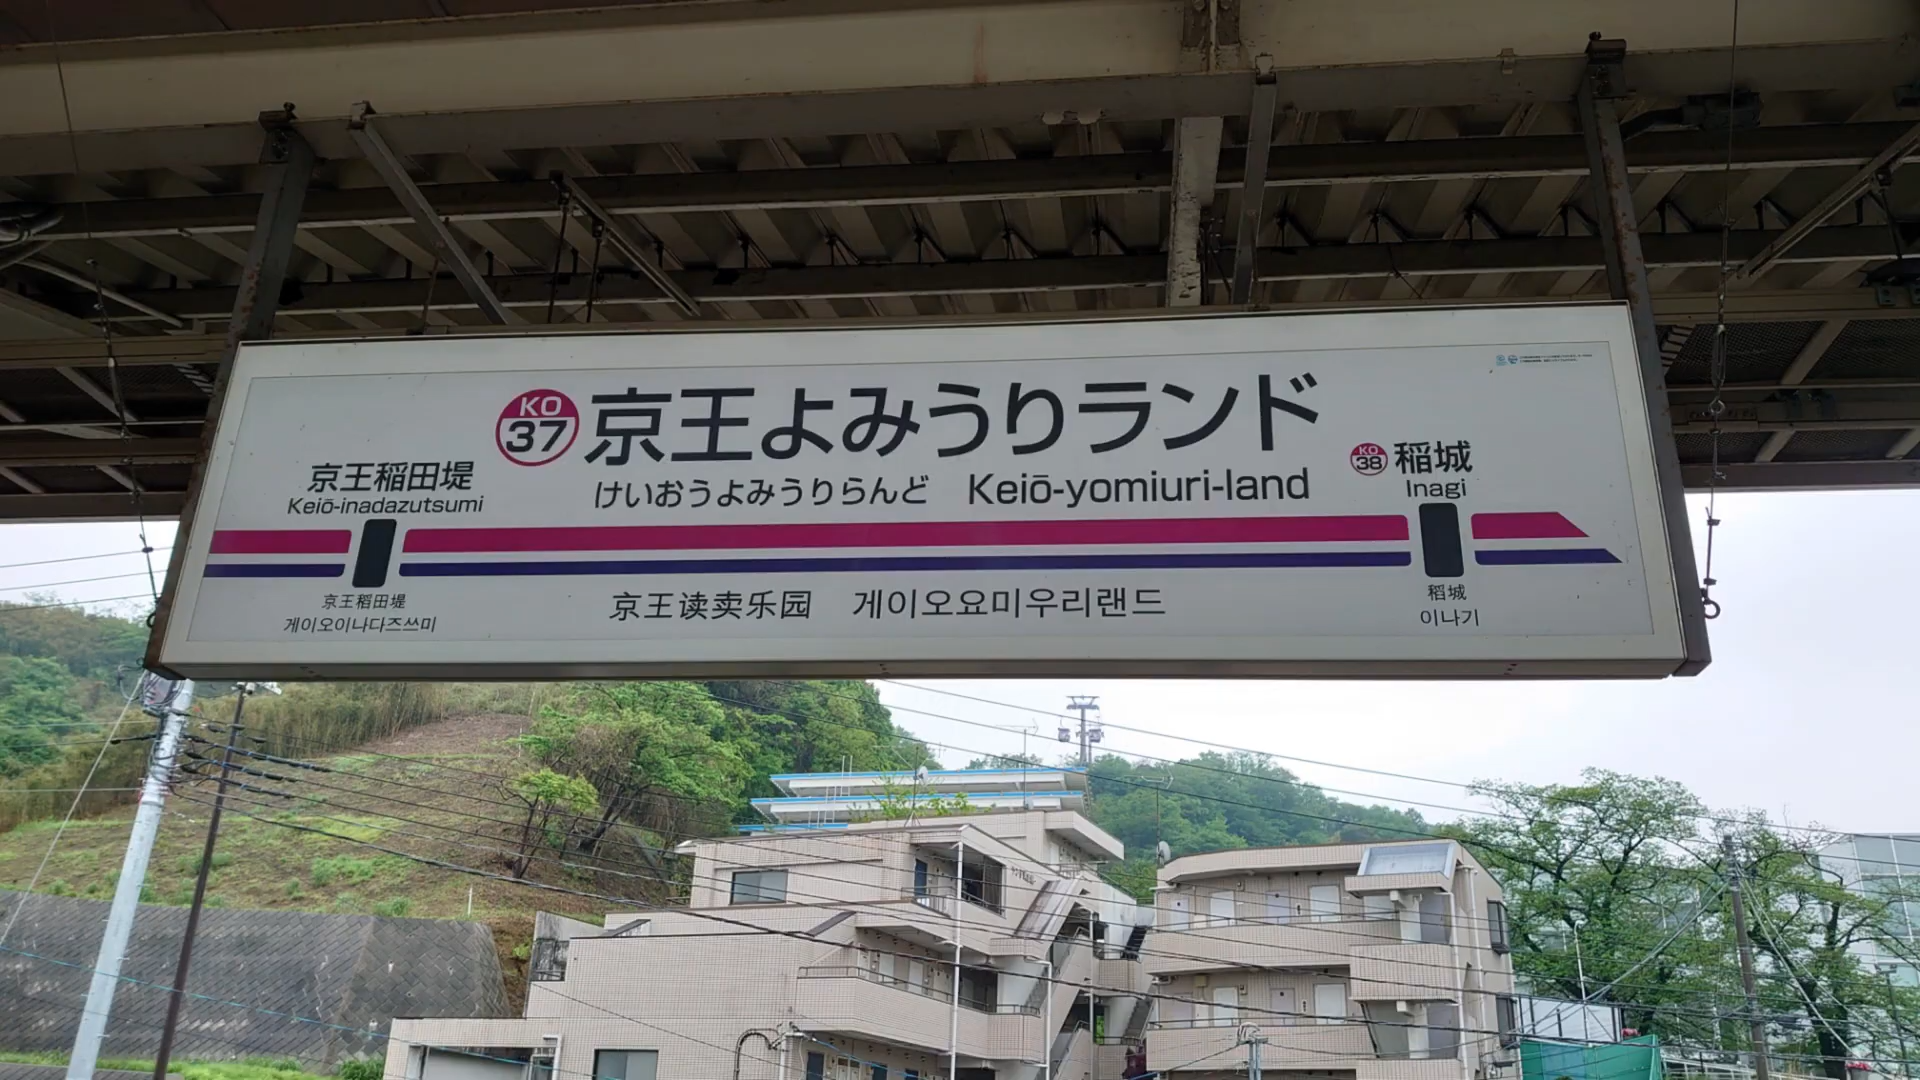 KO
37
京王よみうりランド
けいおうよみうりらんど Keiō-yomiuri-land
京王稲田堤
Keiō-inadazutsumi
KO
38
稲城
Inagi
京王稻田堤
게이오이나다즈쓰미
京王读卖乐园 게이오요미우리랜드
稻城
이나기